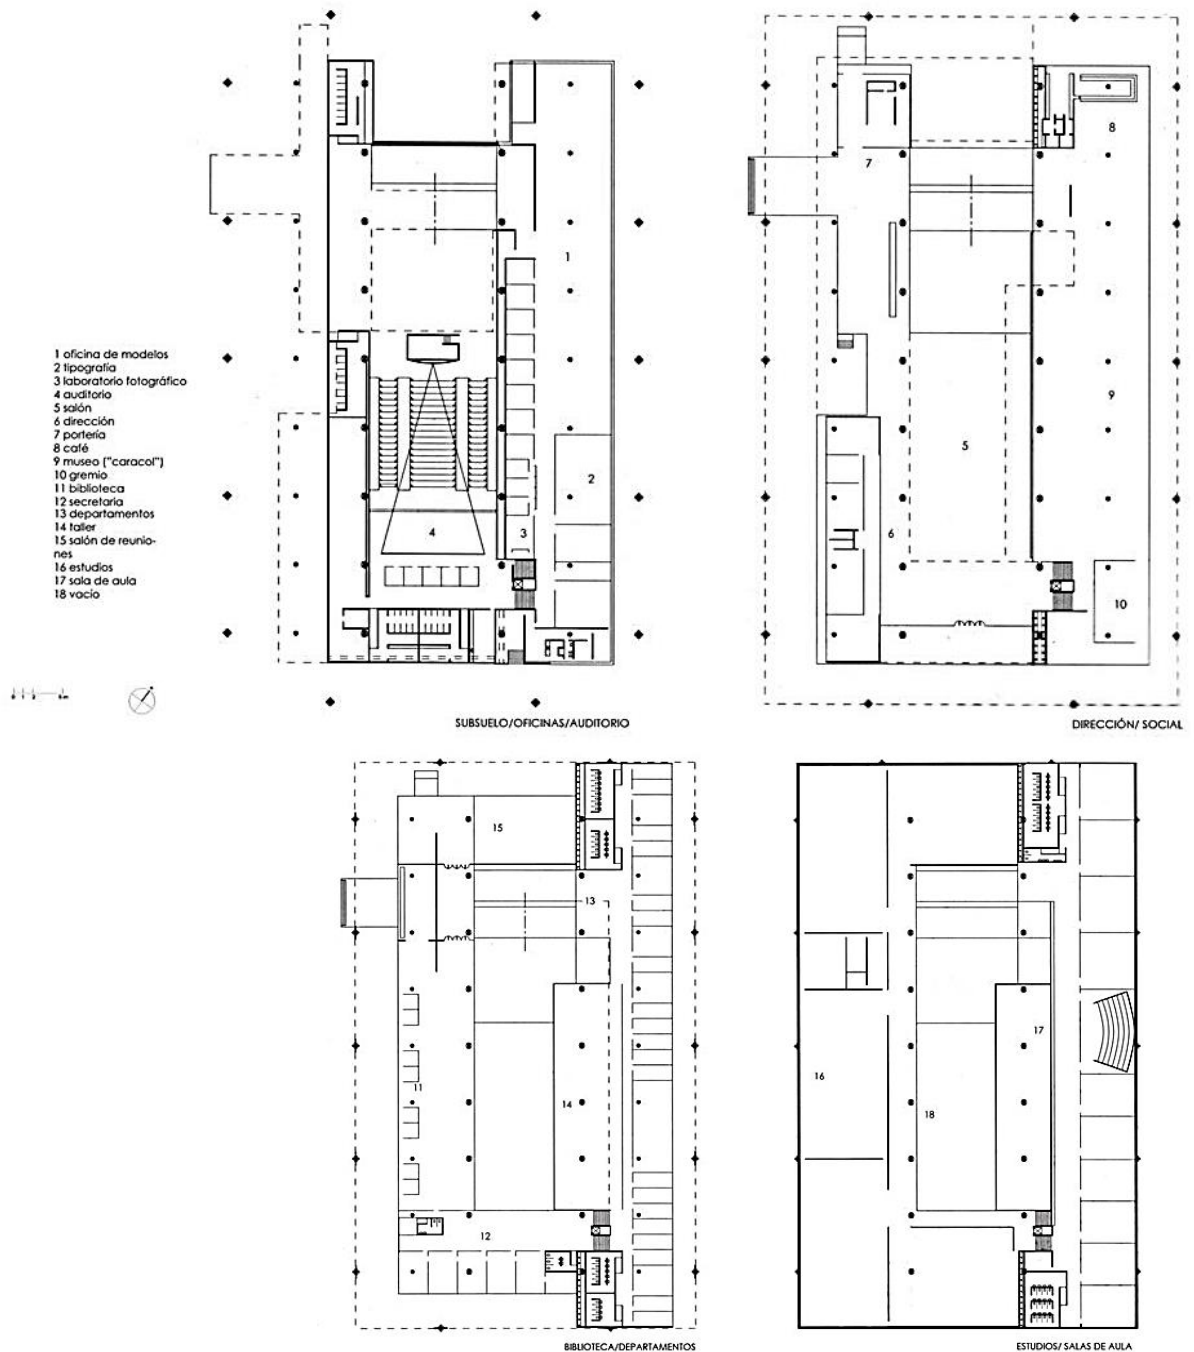 1 oficina de modelos
2 tipografía
3 laboratorio fotográfico
4 auditorio
5 salón
6 dirección
7 portería
8 café
9 museo ("caracol")
10 gremio
11 biblioteca
12 secretaría
13 departamentos
14 taller
15 salón de reunio-
nes
16 estudios
17 sala de aula
18 vacío
1
2
3
4
SUBSUELO/OFICINAS/AUDITORIO
7
8
9
5
6
10
DIRECCIÓN/ SOCIAL
15
13
11
14
12
BIBLIOTECA/DEPARTAMENTOS
17
16
18
ESTUDIOS/ SALAS DE AULA